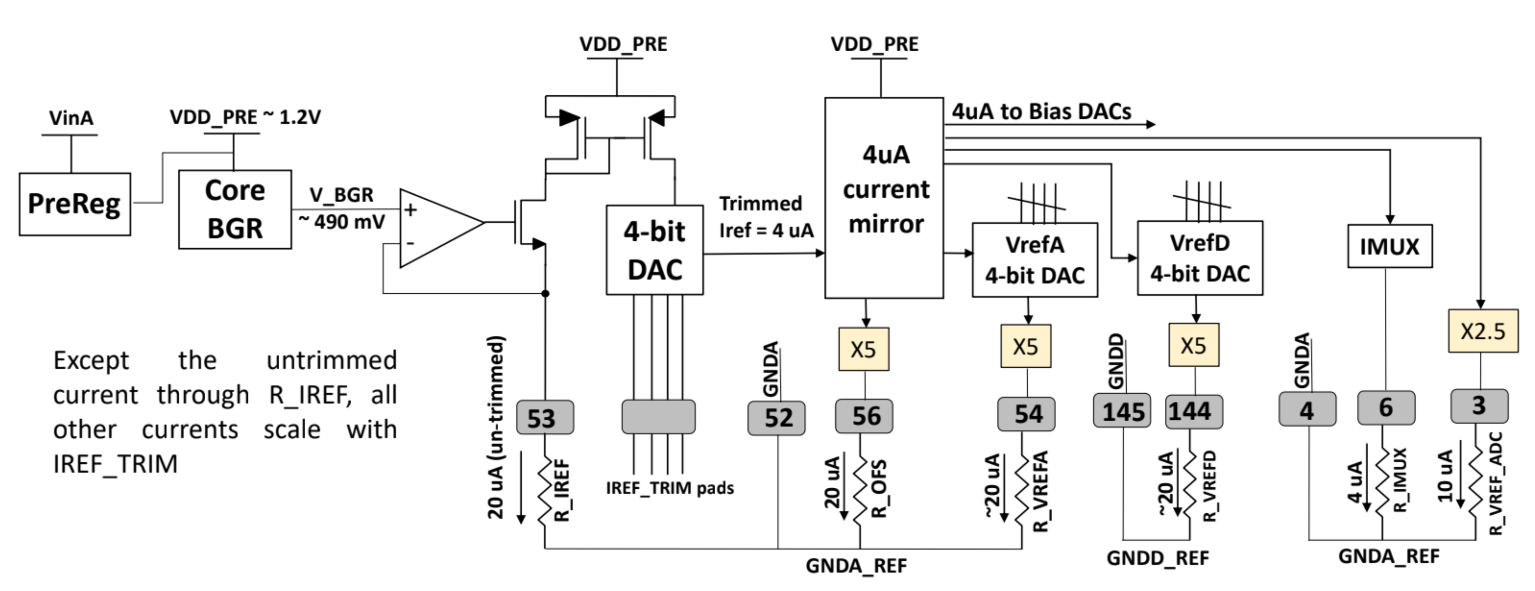 VDD_PRE
VDD_PRE
VinA
VDD_PRE ~ 1.2V
4uA to Bias DACs
PreReg
Core
BGR
V_BGR
~ 490 mV
+
-
4-bit
DAC
Trimmed
Iref = 4 uA
4uA
current
mirror
VrefA
4-bit DAC
VrefD
4-bit DAC
IMUX
X5
X5
X5
X2.5
Except the untrimmed
current through R_IREF, all
other currents scale with
IREF_TRIM
GNDA
GNDD
GNDA
53
52
56
54
145
144
4
6
3
20 uA (un-trimmed)
R_IREF
IREF_TRIM pads
20 uA
R_OFS
~20 uA
R_VREFA
~20 uA
R_VREFD
4 uA
R_IMUX
10 uA
R_VREF_ADC
GNDA_REF
GNDD_REF
GNDA_REF